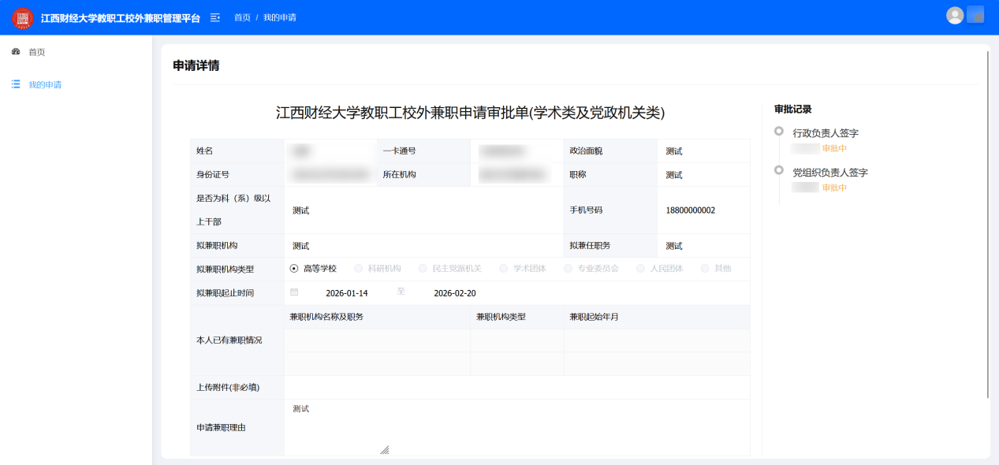 江西财经大学教职工校外兼职管理平台 首页 / 我的申请
首页
我的申请
申请详情
江西财经大学教职工校外兼职申请审批单(学术类及党政机关类)
姓名 一卡通号 政治面貌 测试
身份证号 所在机构 职称 测试
是否为科（系）级以
上干部
测试 手机号码 18800000002
拟兼职机构 测试 拟兼任职务 测试
拟兼职机构类型 高等学校 科研机构 民主党派机关 学术团体 专业委员会 人民团体 其他
拟兼职起止时间 2026-01-14 至 2026-02-20
本人已有兼职情况
兼职机构名称及职务 兼职机构类型 兼职起始年月
上传附件(非必填)
申请兼职理由
测试
审批记录
行政负责人签字
审批中
党组织负责人签字
审批中